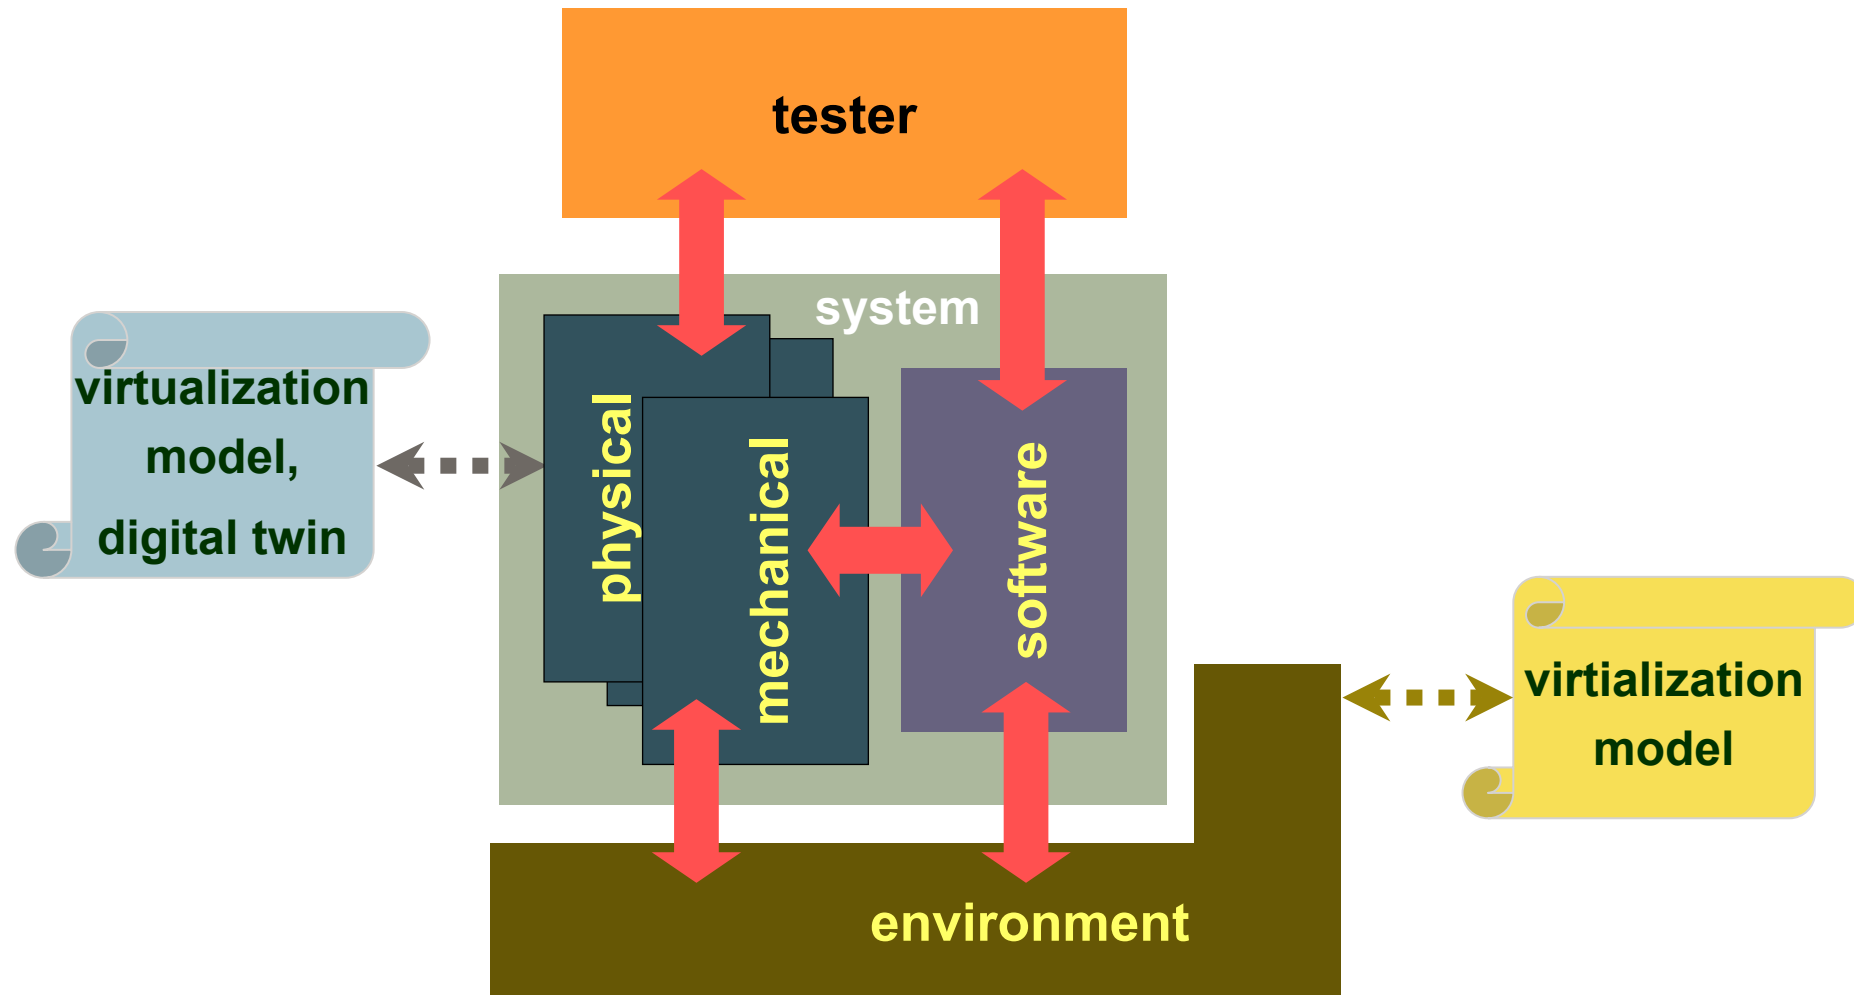 tester
system
virtualization
model,
digital twin
physical
mechanical
software
virtialization
model
environment